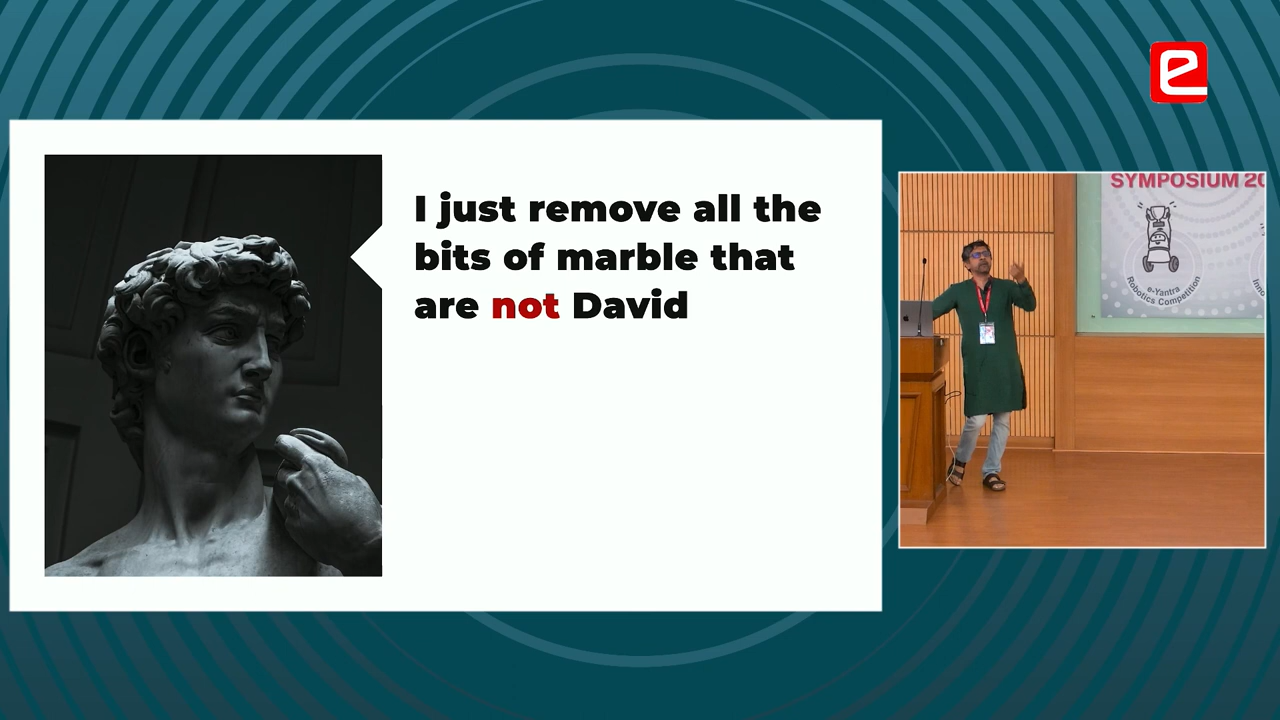 I just remove all the
bits of marble that
are not David
SYMPOSIUM 20
e-Yantra
Robotics Competition